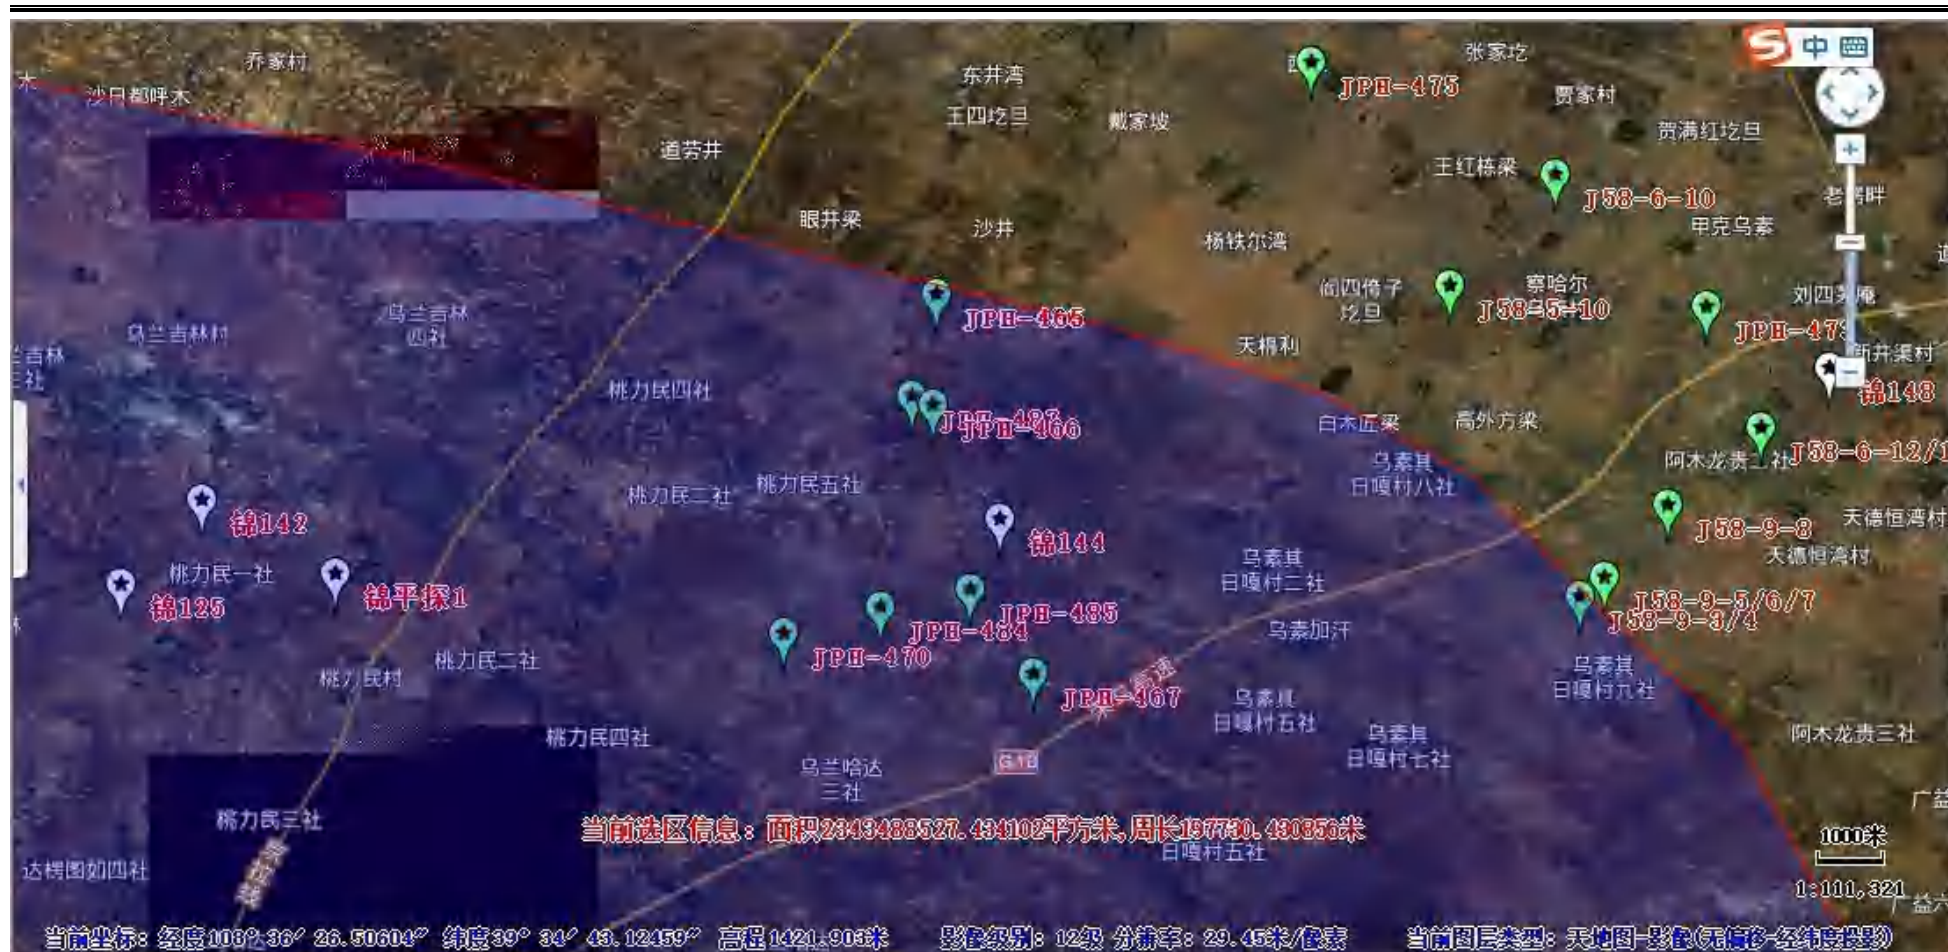 中
乔家村
张家圪
木
沙日都呼木
东井湾
JPH-475
贾家村
王四圪旦
戴家坡
贺满红圪旦
道劳井
王红栋梁
J58-6-10
眼井梁
沙井
杨铁尔湾
甲克乌素
阎四倚子
圪旦
察哈尔
J58-5-10
乌兰吉林村
乌兰吉林
四社
JPH-465
JPH-473
新井渠村
天棉利
桃力民四社
锦148
JPH-466
白木匠梁
高外方梁
乌素其
日嘎村八社
阿木龙贵二社
J58-6-12/1
桃力民二社
桃力民五社
锦142
锦144
J58-9-8
天德恒湾村
天德恒湾村
桃力民一社
锦125
锦平探1
乌素其
日嘎村二社
JPH-485
JPH-484
JPH-470
J58-9-5/6/7
J58-9-3/4
乌素加汗
桃力民村
桃力民二社
JPH-467
高速
乌素其
日嘎村五社
乌素其
日嘎村九社
桃力民四社
乌素其
日嘎村七社
阿木龙贵三社
G18
乌兰哈达
三社
桃力民三社
当前选区信息：面积2343488527.434102平方米,周长197730.430856米
日嘎村五社
1000米
达楞图如四社
1:111,321
当前坐标：经度108° 36′ 26.50604″ 纬度39° 34′ 43.12459″ 高程1421.903米 影像级别：12级 分辨率：29.45米/像素 当前图层类型：天地图-影像(无偏移-经纬度投影)